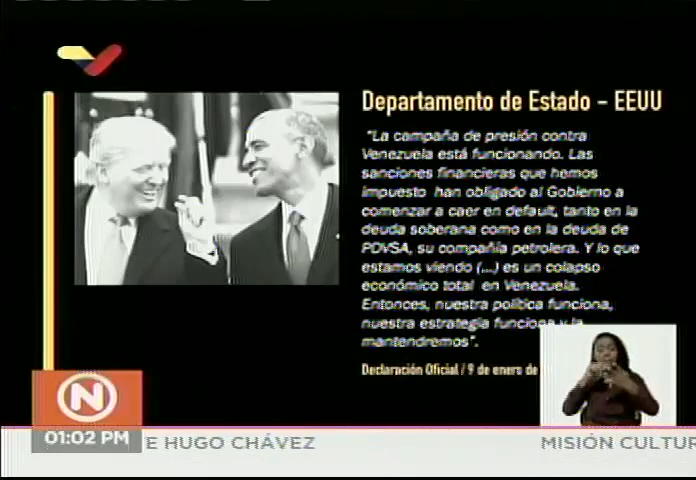 Departamento de Estado – EEUU
"La campaña de presión contra
Venezuela está funcionando. Las
sanciones financieras que hemos
impuesto han obligado al Gobierno a
comenzar a caer en default, tanto en la
deuda soberana como en la deuda de
PDVSA, su compañía petrolera. Y lo que
estamos viendo (...) es un colapso
económico total en Venezuela.
Entonces, nuestra política funciona,
nuestra estrategia funciona y la
mantendremos".
Declaración Oficial / 9 de enero de
N
01:02 PM
E HUGO CHÁVEZ
MISIÓN CULTUR